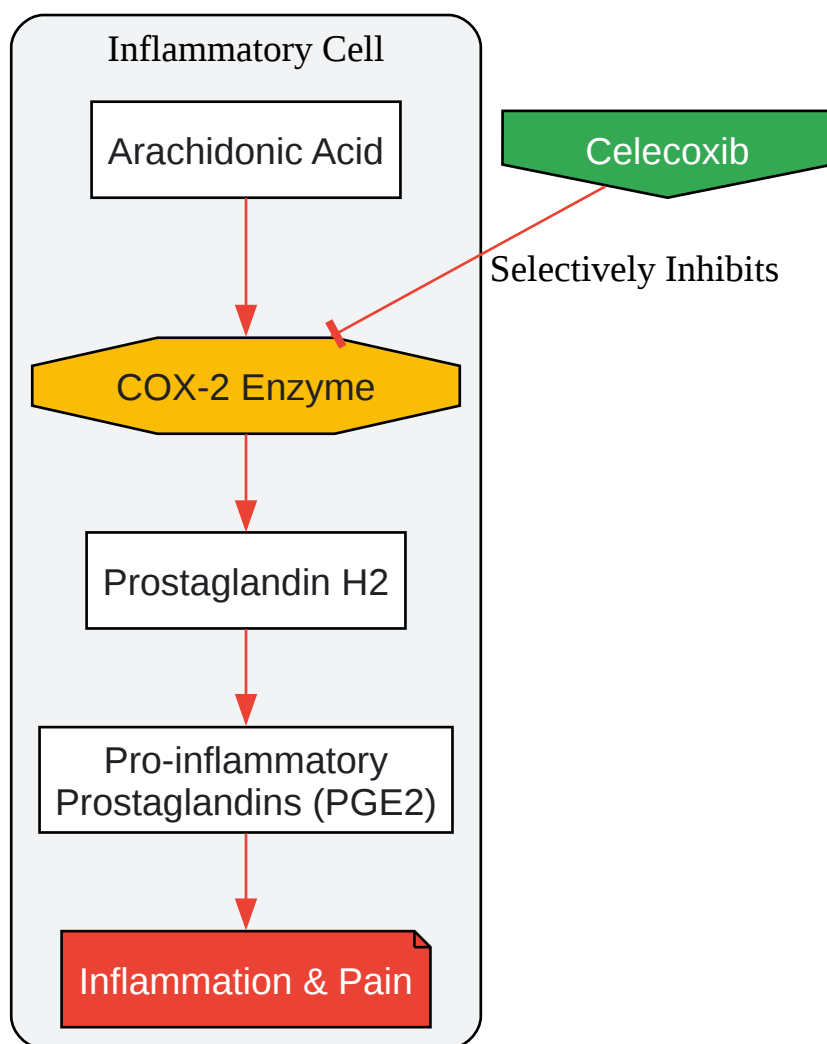 Inflammatory Cell
Arachidonic Acid
Celecoxib
Selectively Inhibits
COX-2 Enzyme
Prostaglandin H2
Pro-inflammatory
Prostaglandins (PGE2)
Inflammation & Pain